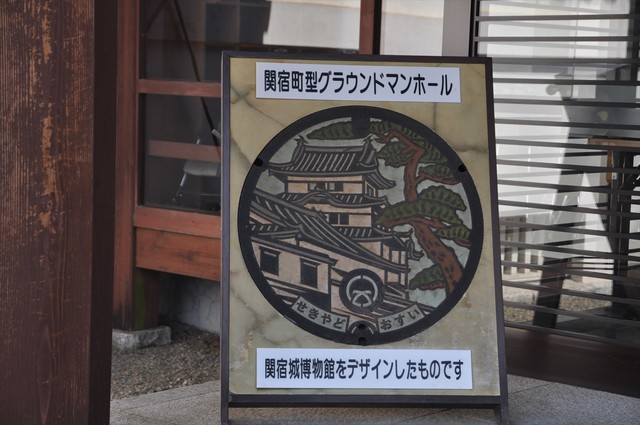 関宿町型グラウンドマンホール
せきやど
おすい
関宿城博物館をデザインしたものです